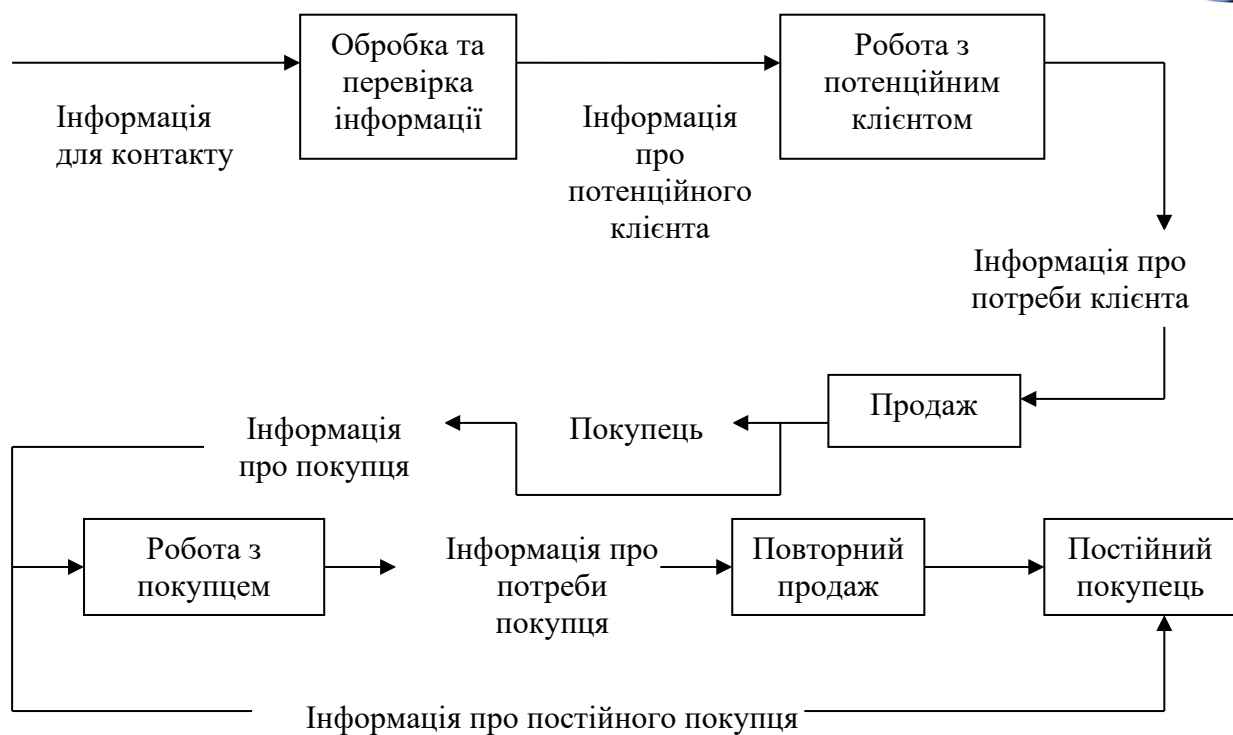 Обробка та
перевірка
інформації
Робота з
потенційним
клієнтом
Інформація
для контакту
Інформація
про
потенційного
клієнта
Інформація про
потреби клієнта
Продаж
Покупець
Інформація
про покупця
Робота з
покупцем
Інформація про
потреби
покупця
Повторний
продаж
Постійний
покупець
Інформація про постійного покупця